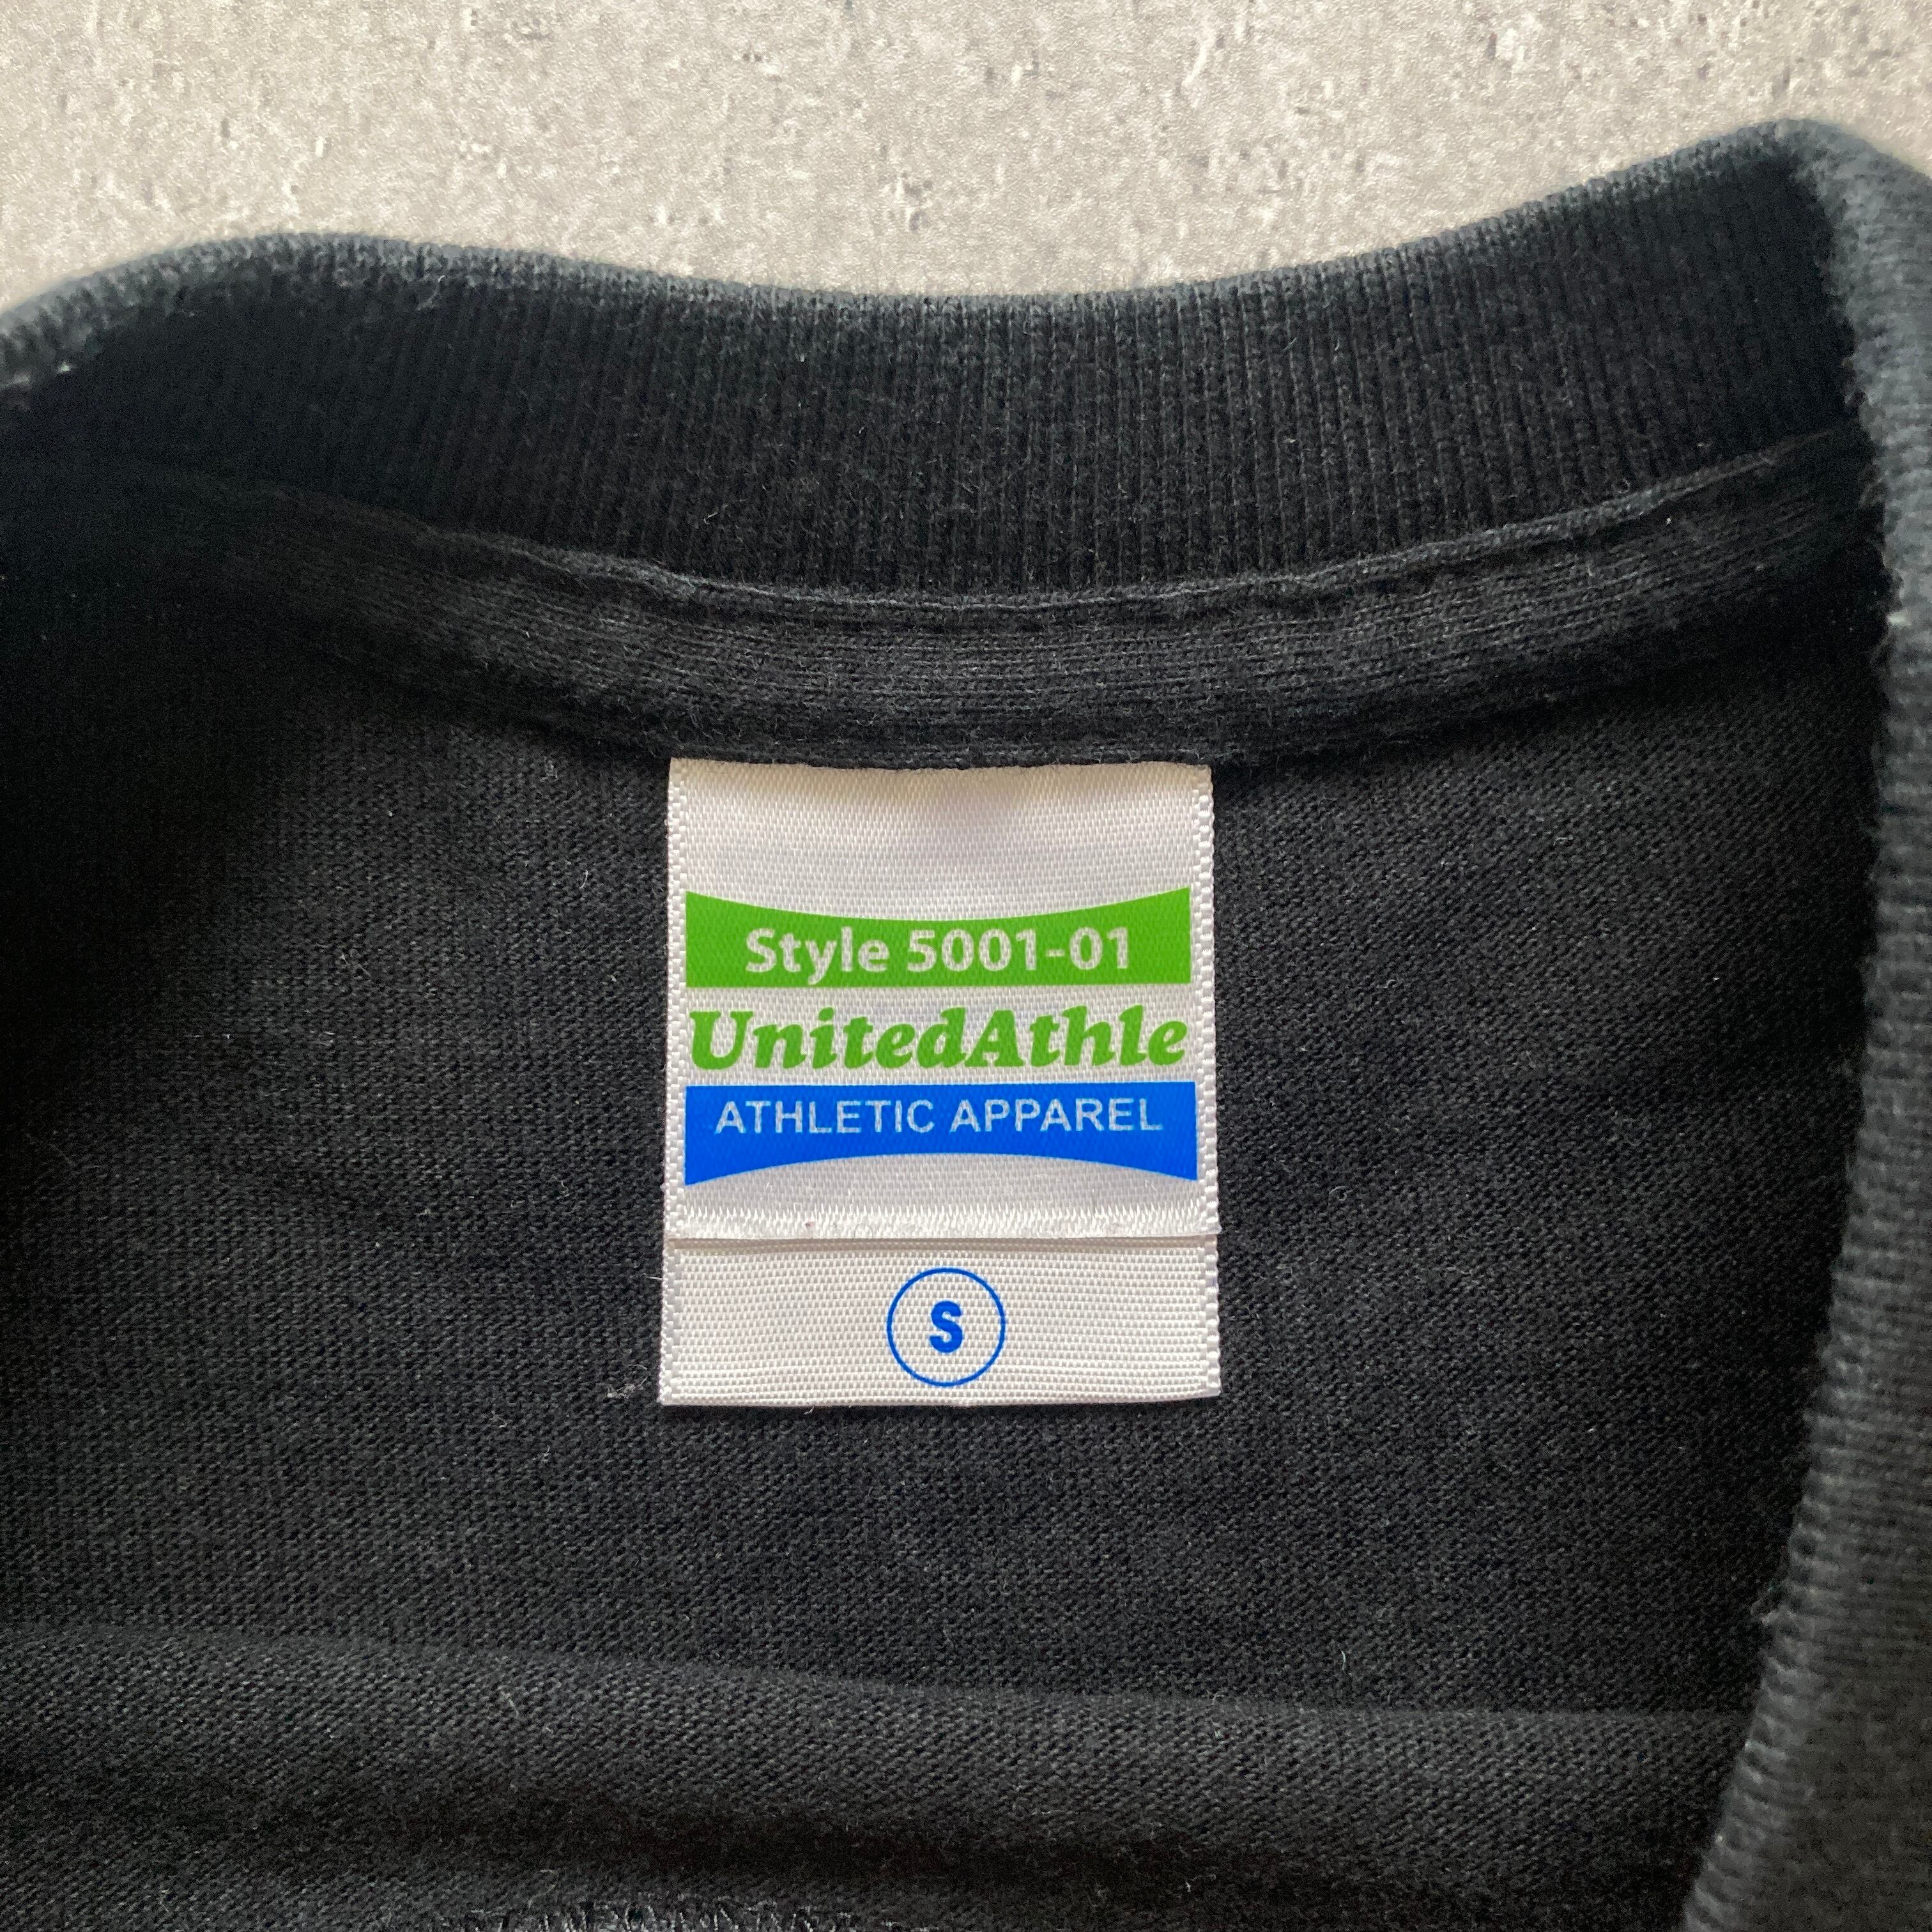 Style 5001-01
UnitedAthle
ATHLETIC APPAREL
S